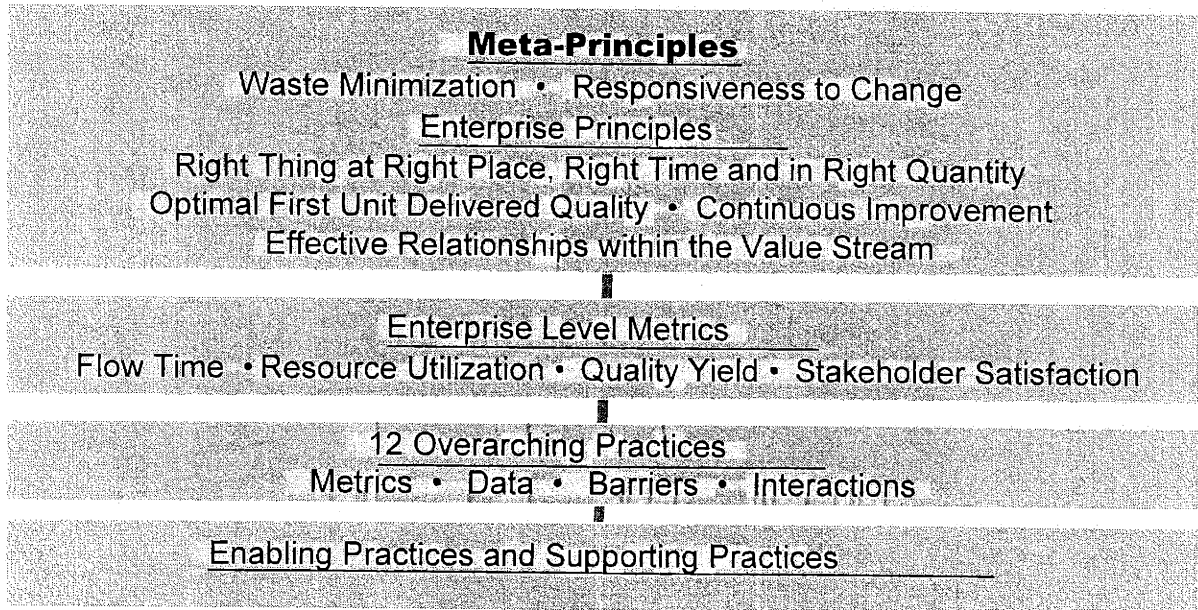 Meta-Principles
Waste Minimization • Responsiveness to Change
Enterprise Principles
Right Thing at Right Place, Right Time and in Right Quantity
Optimal First Unit Delivered Quality • Continuous Improvement
Effective Relationships within the Value Stream
Enterprise Level Metrics
Flow Time • Resource Utilization • Quality Yield • Stakeholder Satisfaction
12 Overarching Practices
Metrics • Data • Barriers • Interactions
Enabling Practices and Supporting Practices